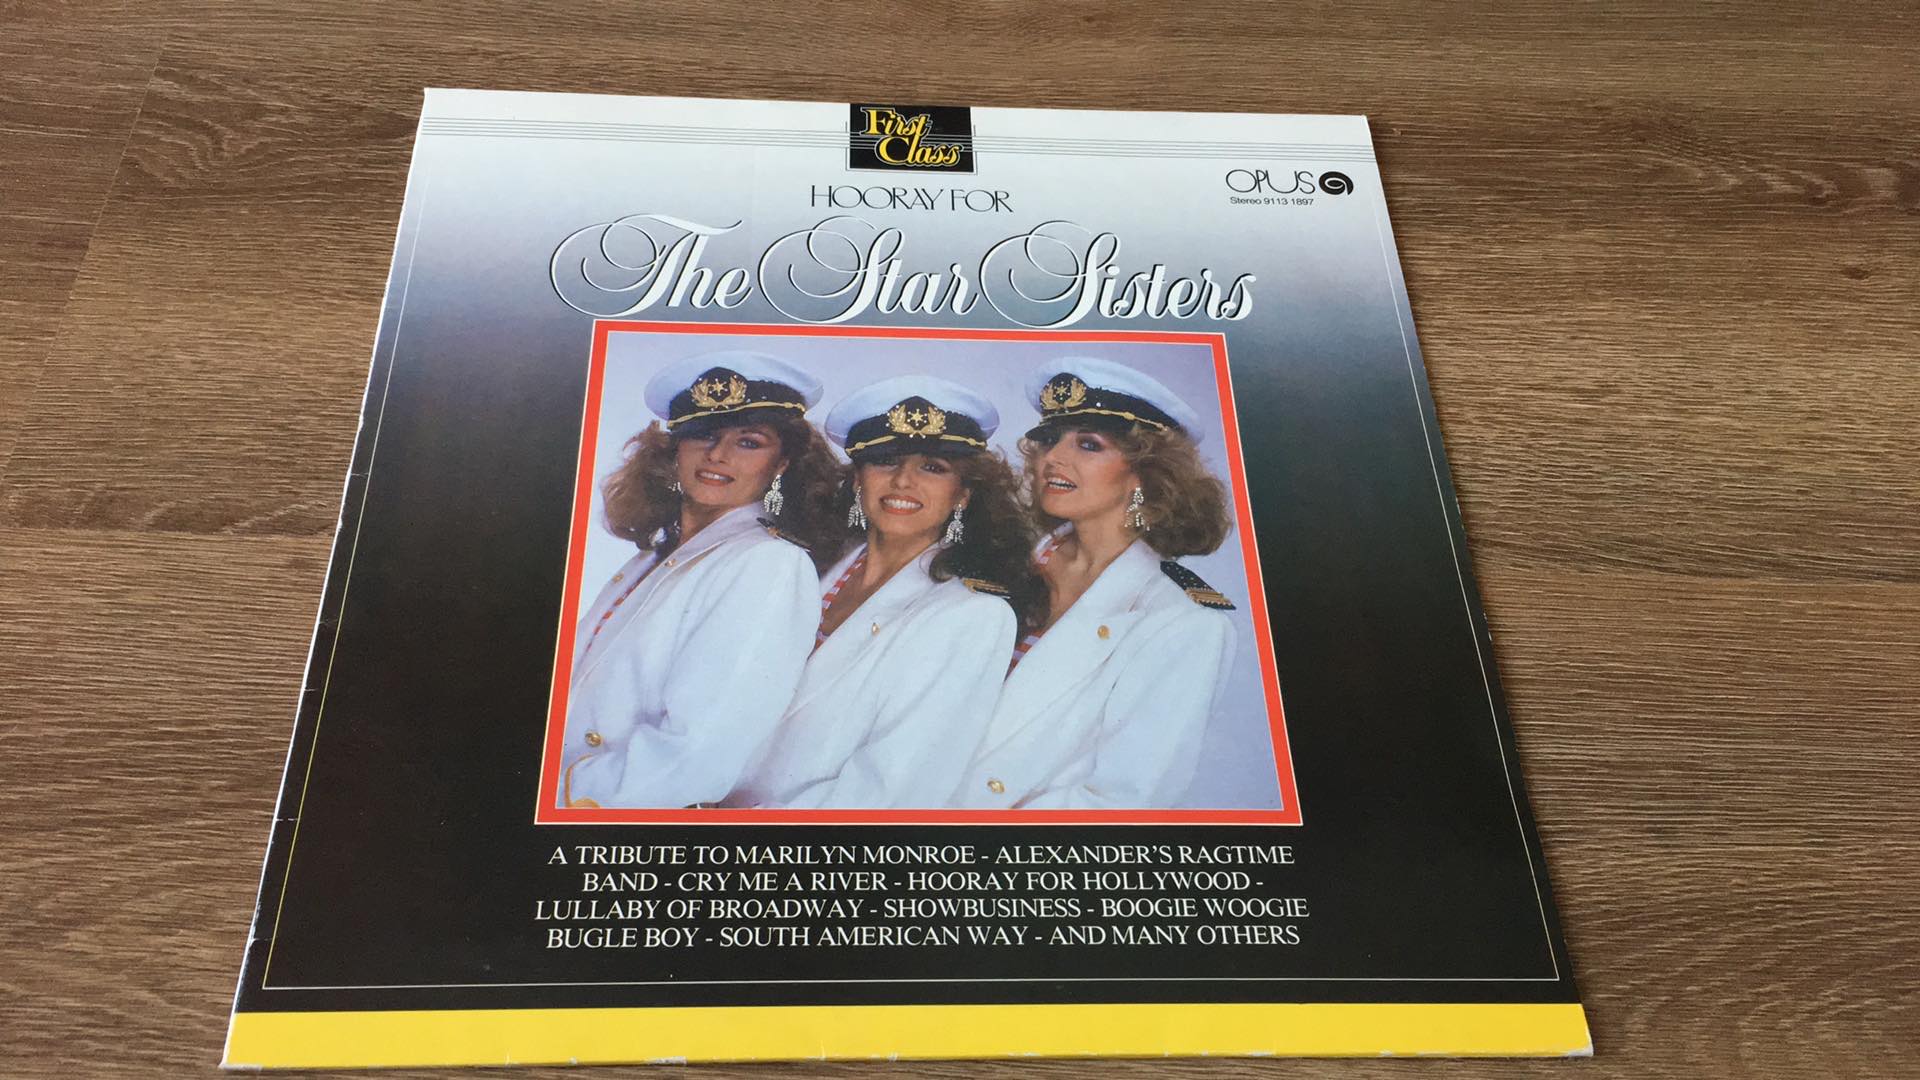 First
Class
HOORAY FOR
OPUS
Stereo 9113 1897
The Star Sisters
A TRIBUTE TO MARILYN MONROE - ALEXANDER'S RAGTIME
BAND - CRY ME A RIVER - HOORAY FOR HOLLYWOOD -
LULLABY OF BROADWAY - SHOWBUSINESS - BOOGIE WOOGIE
BUGLE BOY - SOUTH AMERICAN WAY - AND MANY OTHERS